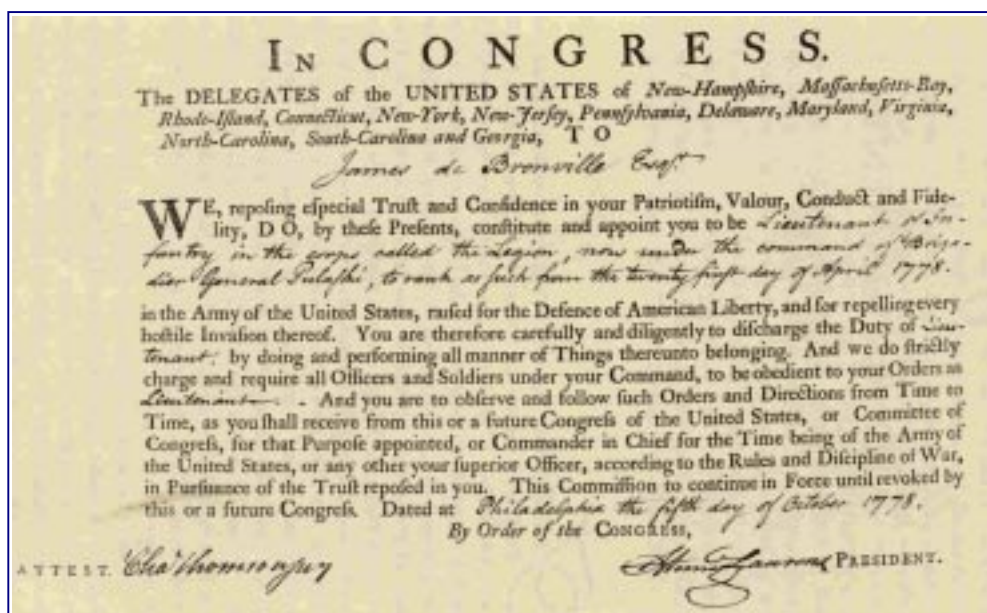 IN CONGRESS.
The DELEGATES of the UNITED STATES of New-Hampſhire, Maſſachuſetts-Bay,
Rhode-Iſland, Connecticut, New-York, New-Jerſey, Pennſylvania, Delaware, Maryland, Virginia,
North-Carolina, South-Carolina and Georgia, TO
James de Bronville Esqr.
WE, repoſing eſpecial Truſt and Confidence in your Patriotiſm, Valour, Conduct and Fide-
lity, DO, by theſe Preſents, conſtitute and appoint you to be Lieutenant of In-
fantry in the corps called the Legion, now under the command of Briga-
dier General Pulaſki, to rank as ſuch from the twenty firſt day of April 1778.
in the Army of the United States, raiſed for the Defence of American Liberty, and for repelling every
hoſtile Invaſion thereof. You are therefore carefully and diligently to diſcharge the Duty of Lieu-
tenant, by doing and performing all manner of Things thereunto belonging. And we do ſtrictly
charge and require all Officers and Soldiers under your Command, to be obedient to your Orders as
Lieutenant. And you are to obſerve and follow ſuch Orders and Directions from Time to
Time, as you ſhall receive from this or a future Congreſs of the United States, or Committee of
Congreſs, for that Purpoſe appointed, or Commander in Chief for the Time being of the Army of
the United States, or any other your ſuperior Officer, according to the Rules and Diſcipline of War,
in Purſuance of the Truſt repoſed in you. This Commiſſion to continue in Force until revoked by
this or a future Congreſs. Dated at Philadelphia the fifth day of October 1778.
By Order of the CONGRESS,
ATTEST. Cha Thomson ſecy Henry Laurens PRESIDENT.